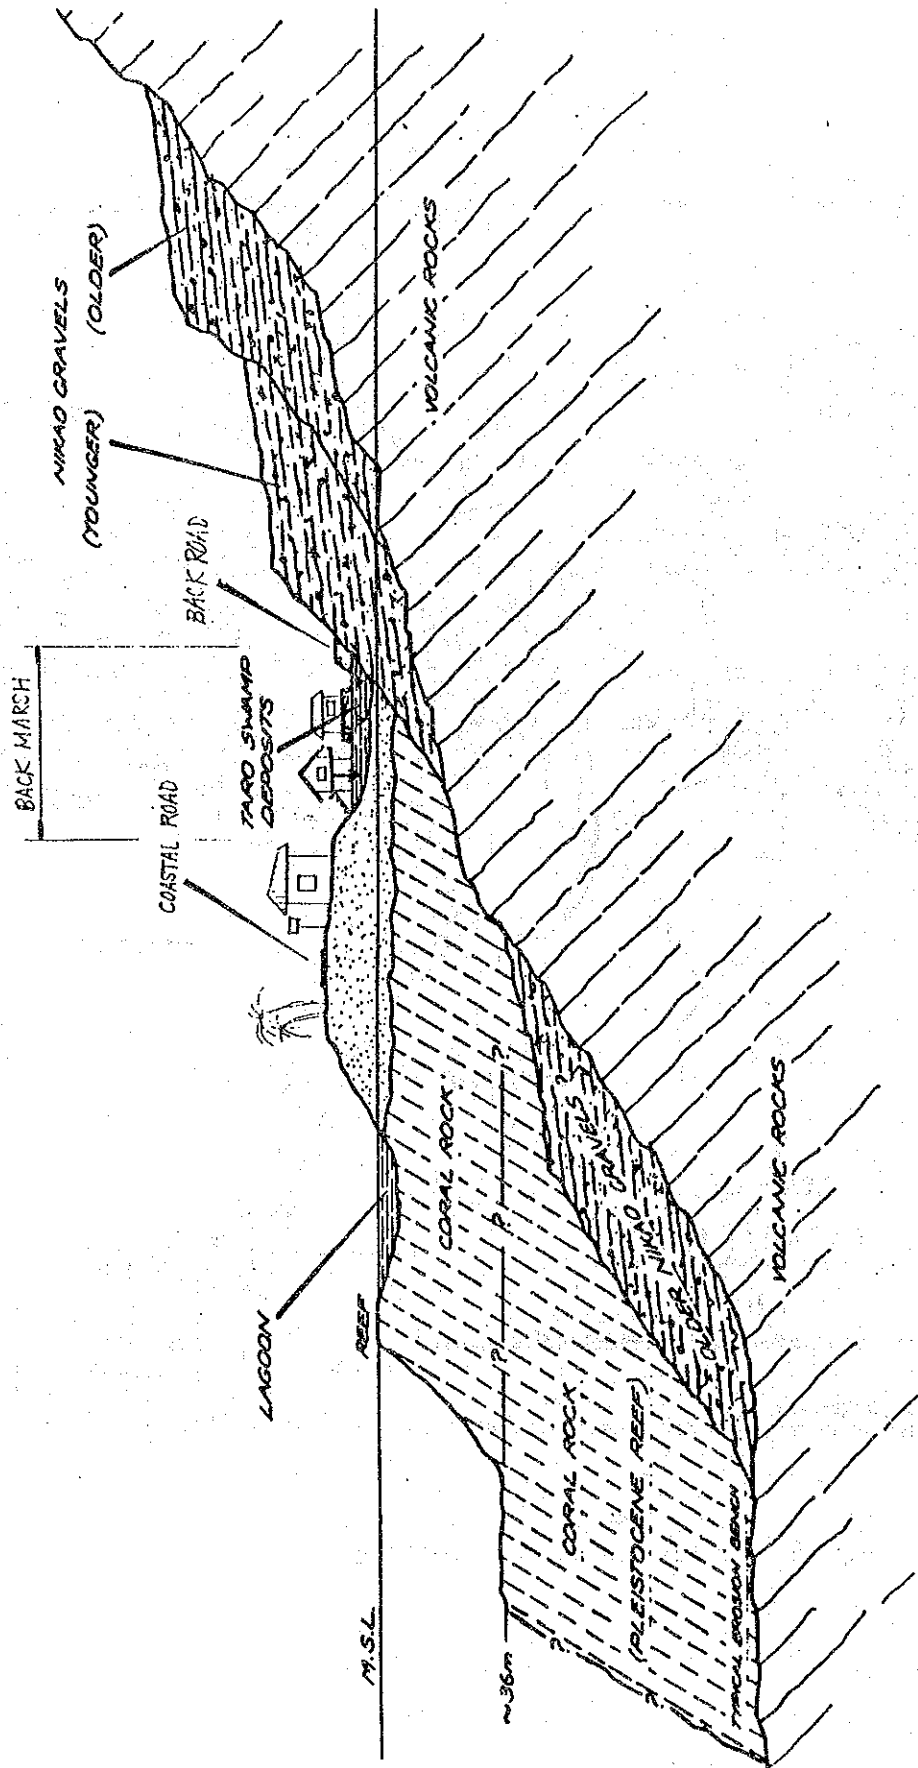 BACK MARSH
NIKAO GRAVELS
(YOUNGER) (OLDER)
COASTAL ROAD
BACK ROAD
TARO SWAMP
DEPOSITS
LAGOON
REEF
M.S.L
VOLCANIC ROCKS
CORAL ROCK
~36m
?
?
?
?
CORAL ROCK
(PLEISTOCENE REEF)
?
?
OLDER NIKAO GRAVELS
TYPICAL EROSION BENCH
VOLCANIC ROCKS